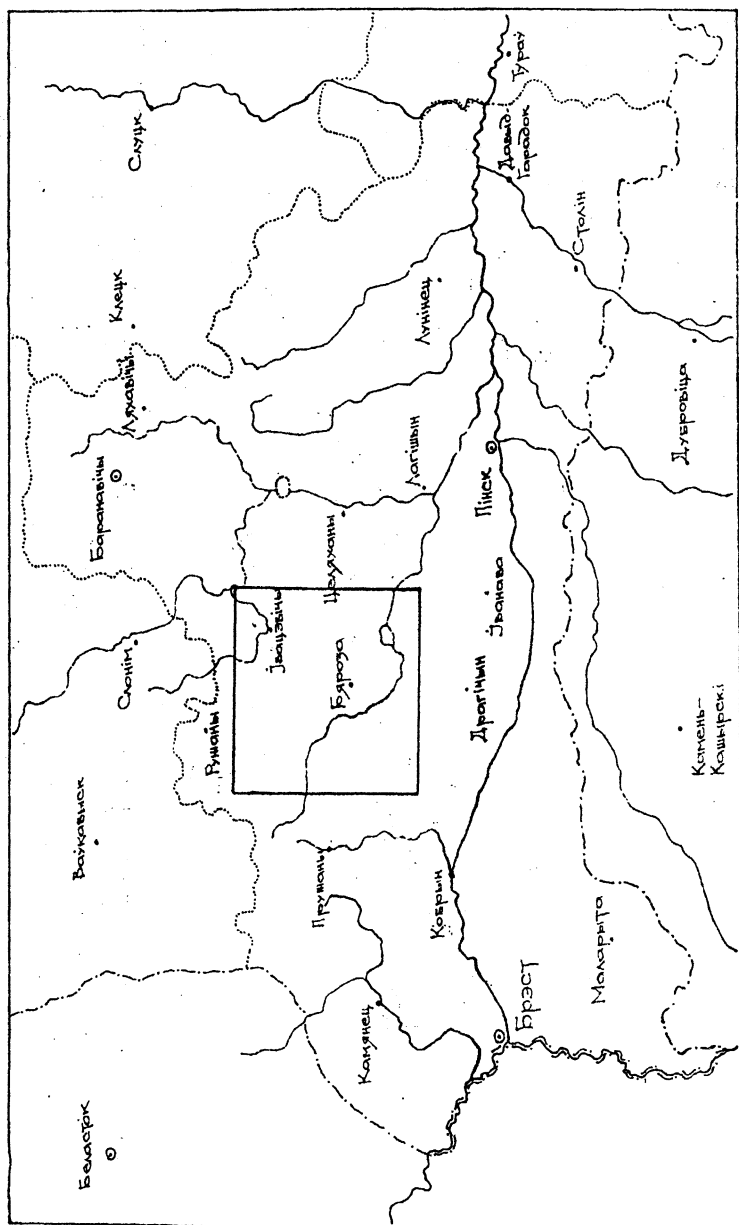 Беласток
Ваўкавыск
Слонім
Баранавічы
Ляхавічы
Клецк
Слуцк
Ружаны
Івацэвічы
Целяханы
Бяроза
Пружаны
Камянец
Кобрын
Драгічын
Іванава
Пінск
Лагішын
Лунінец
Давыд-
Гарадок
Тураў
Столін
Брэст
Маларыта
Камень-
Кашырскі
Дубровіца